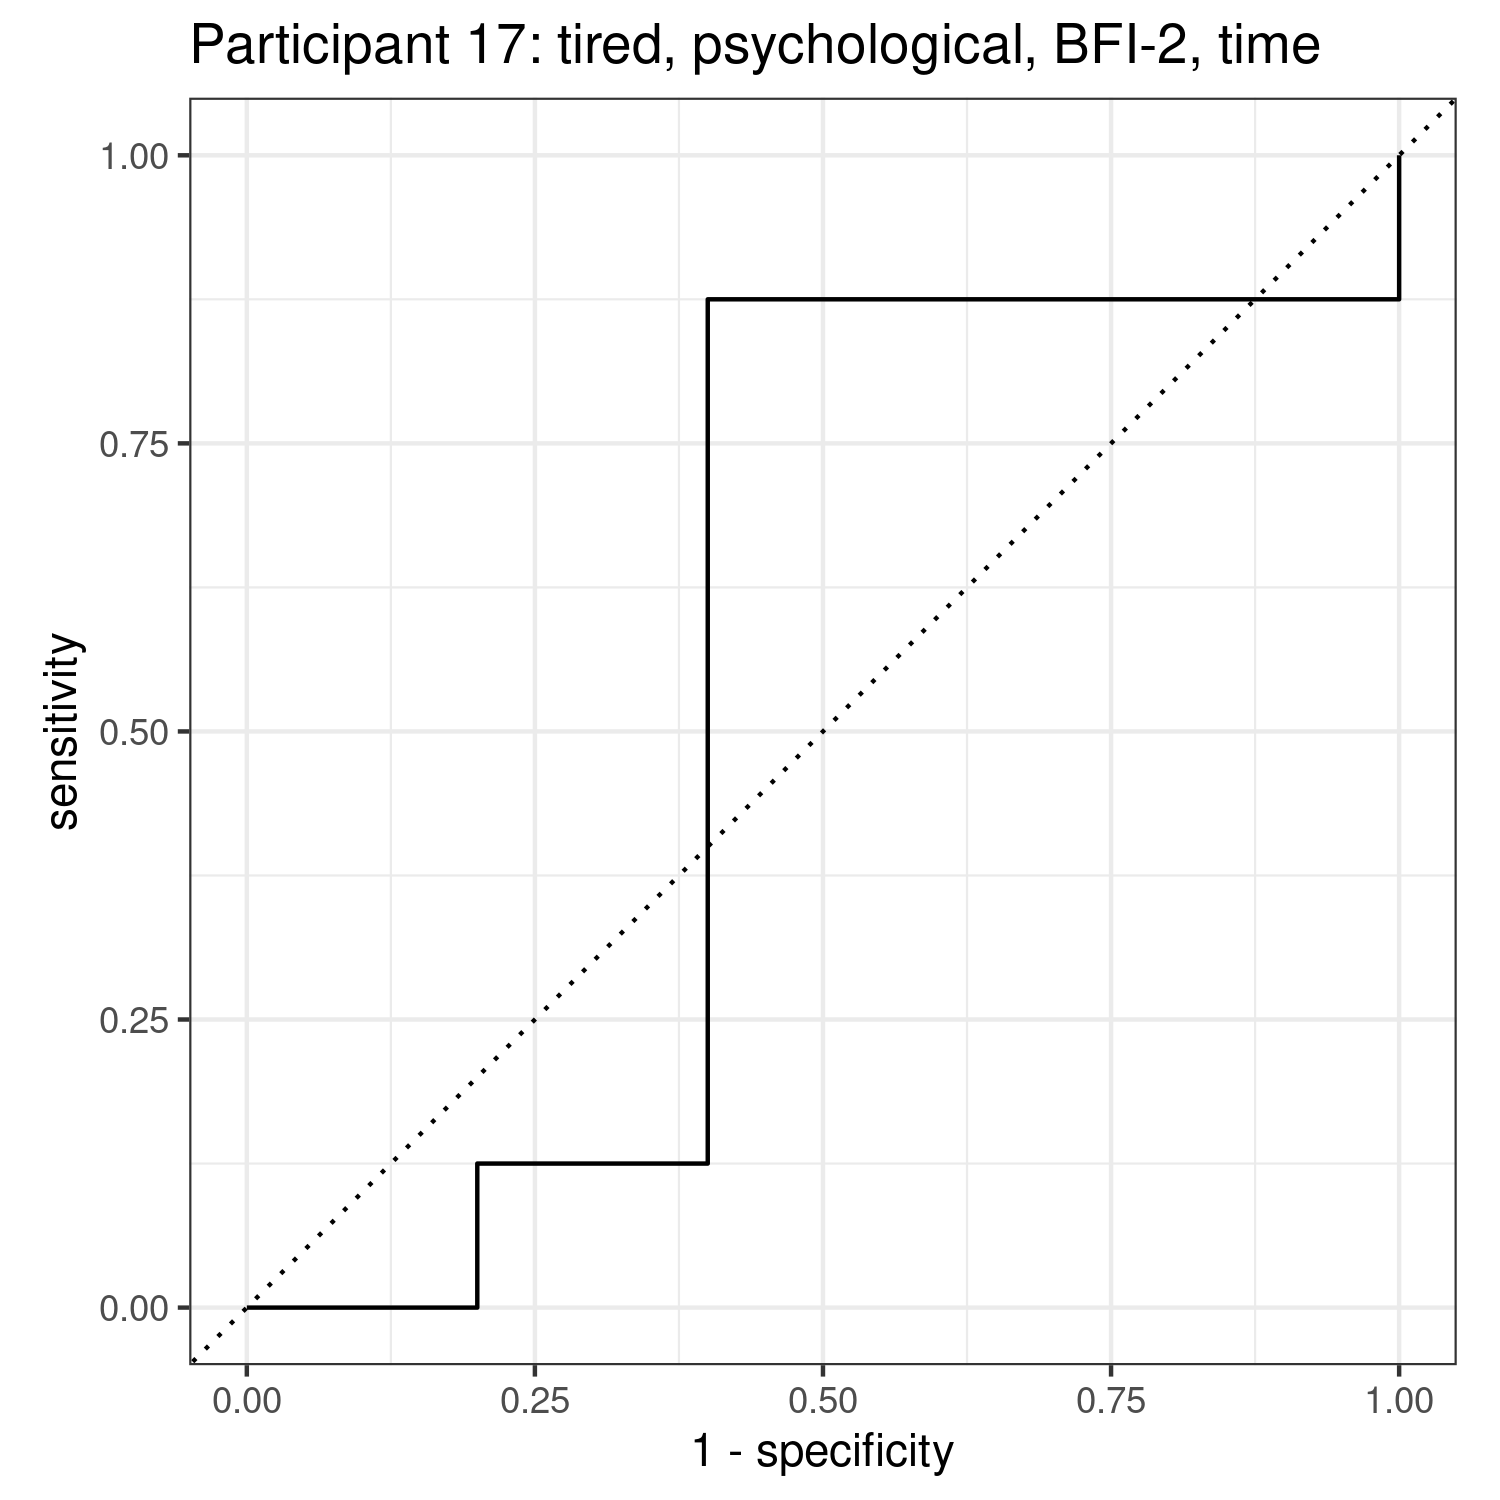 Participant 17: tired, psychological, BFI-2, time
1.00
0.75
0.50
0.25
0.00
sensitivity
0.00 0.25 0.50 0.75 1.00
1 - specificity